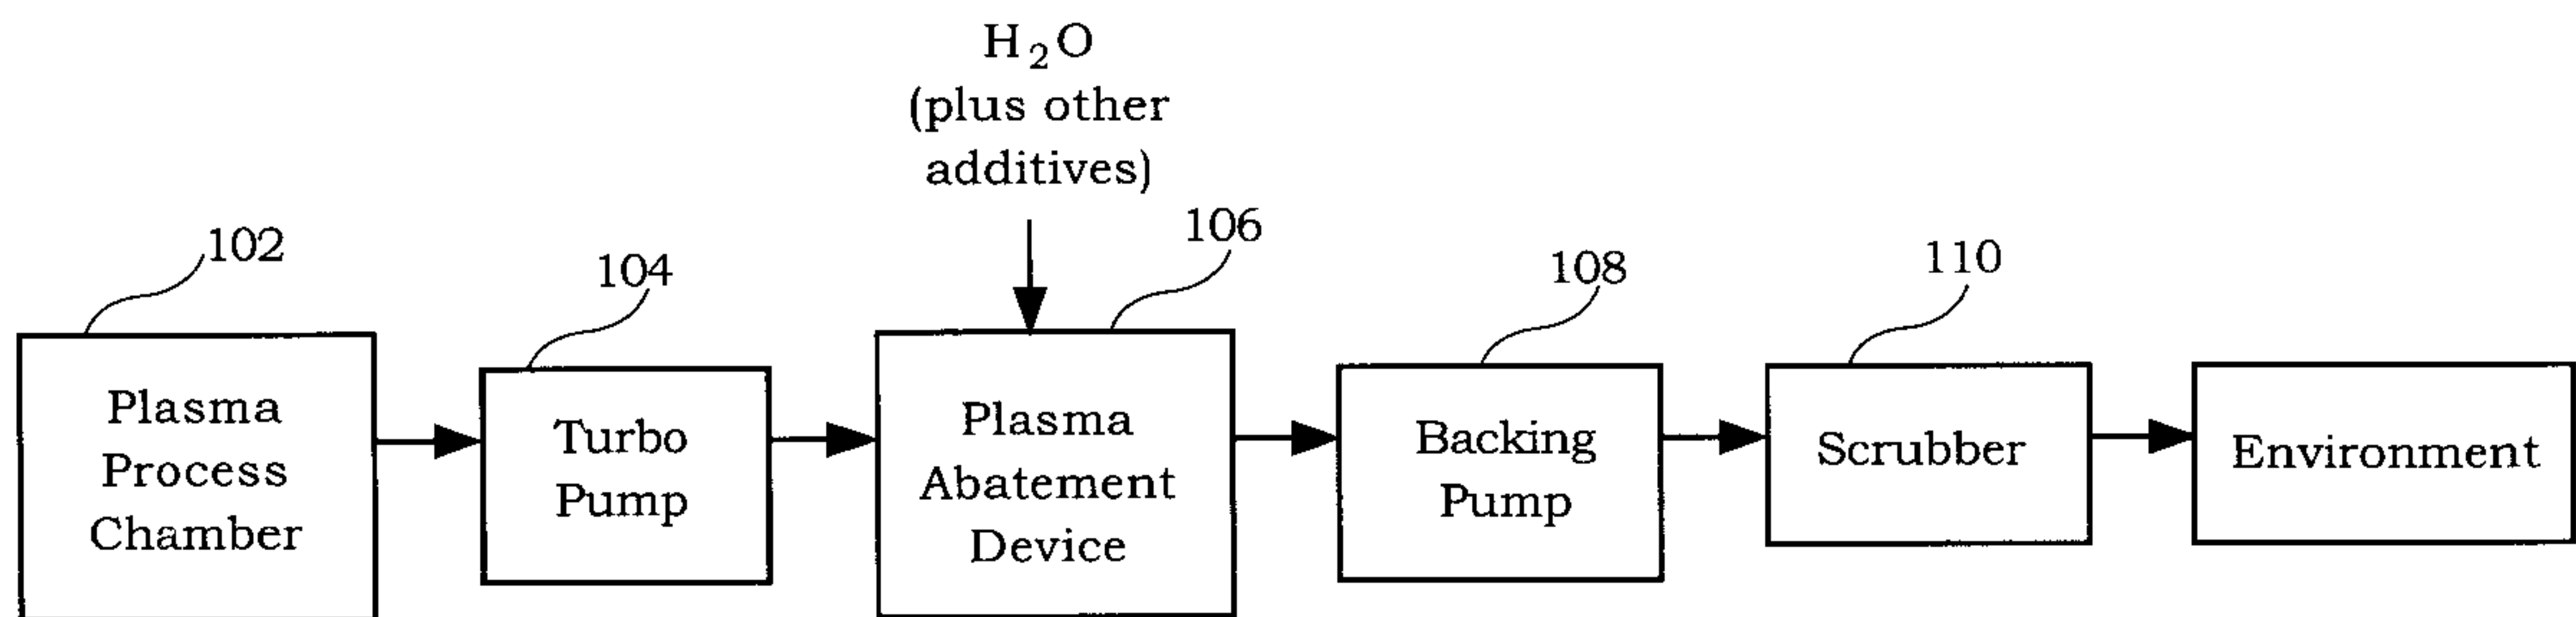 H₂O
(plus other
additives)
102
104
106
108
110
Plasma
Process
Chamber
Turbo
Pump
Plasma
Abatement
Device
Backing
Pump
Scrubber
Environment